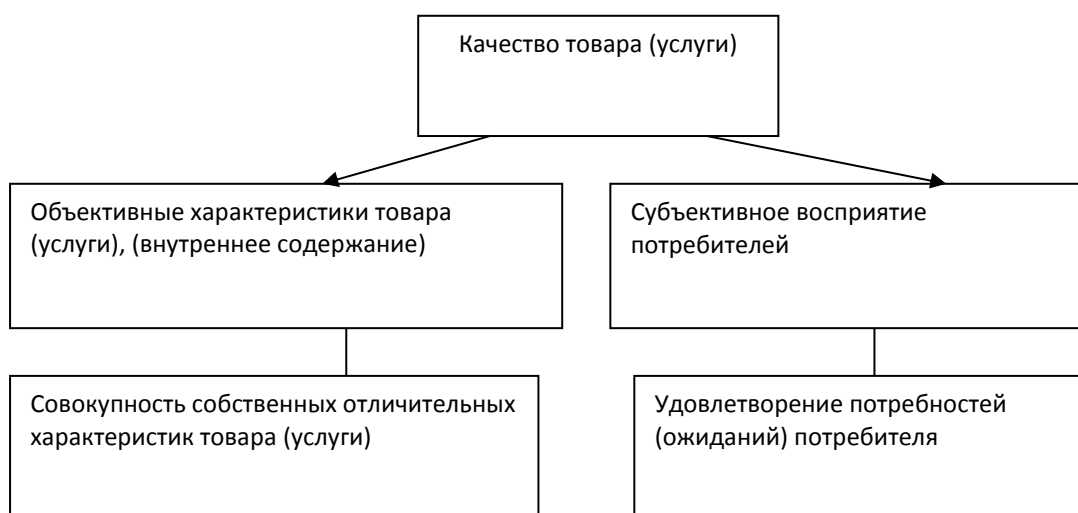 Качество товара (услуги)
Объективные характеристики товара
(услуги), (внутреннее содержание)
Субъективное восприятие
потребителей
Совокупность собственных отличительных
характеристик товара (услуги)
Удовлетворение потребностей
(ожиданий) потребителя